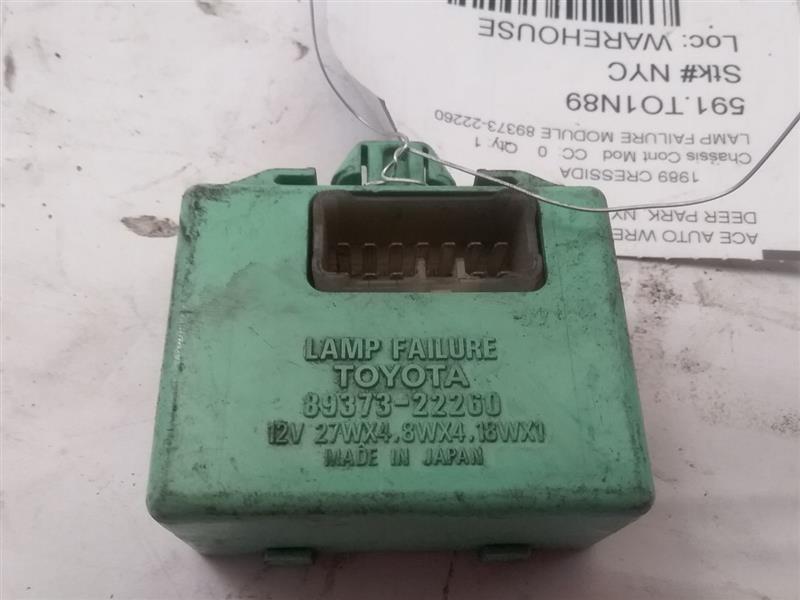 LAMP FAILURE
TOYOTA
89373-22260
12V 27WX4.8WX4.18WX1
MADE IN JAPAN
ACE AUTO WRE
DEER PARK, NY
1989 CRESSIDA
Chassis Cont Mod CC: 0 Qty: 1
LAMP FAILURE MODULE 89373-22260
591.TO1N89
Stk# NYC
Loc: WAREHOUSE